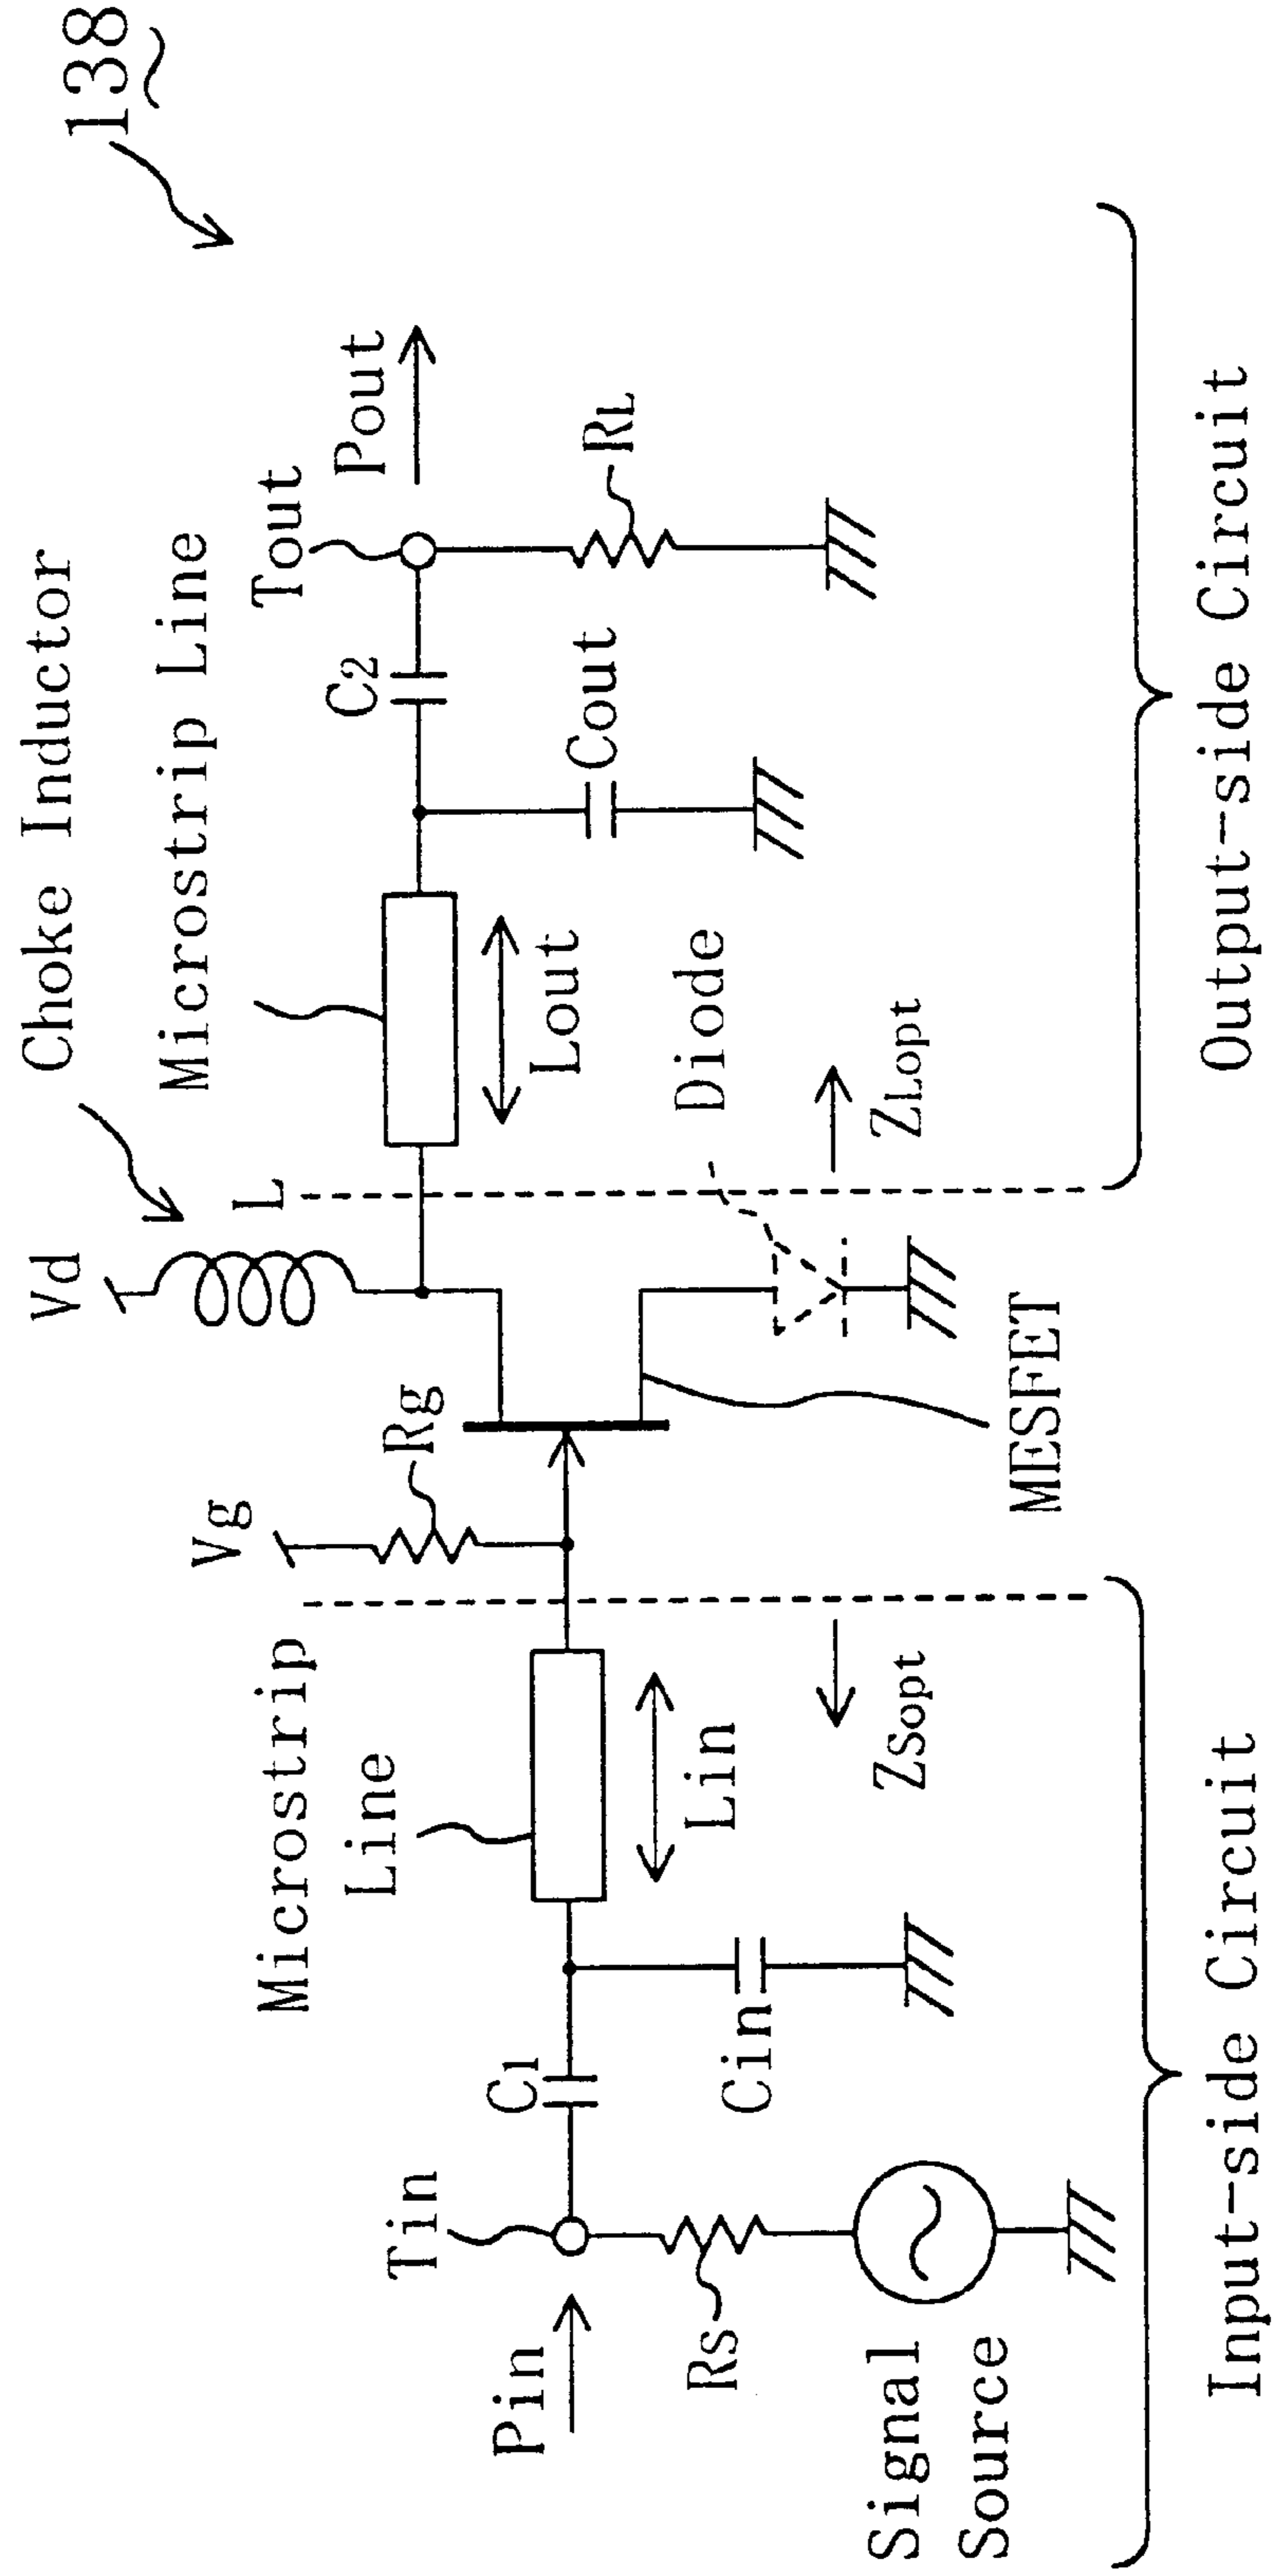 138
Choke Inductor
Microstrip Line
Vd
L
Tout
Pout
Vg
Rg
C2
RL
Lout
Cout
Microstrip
Line
Diode
Tin
C1
Pin
Lin
Cin
Rs
ZSopt
ZLopt
Signal
Source
MESFET
Input-side Circuit
Output-side Circuit